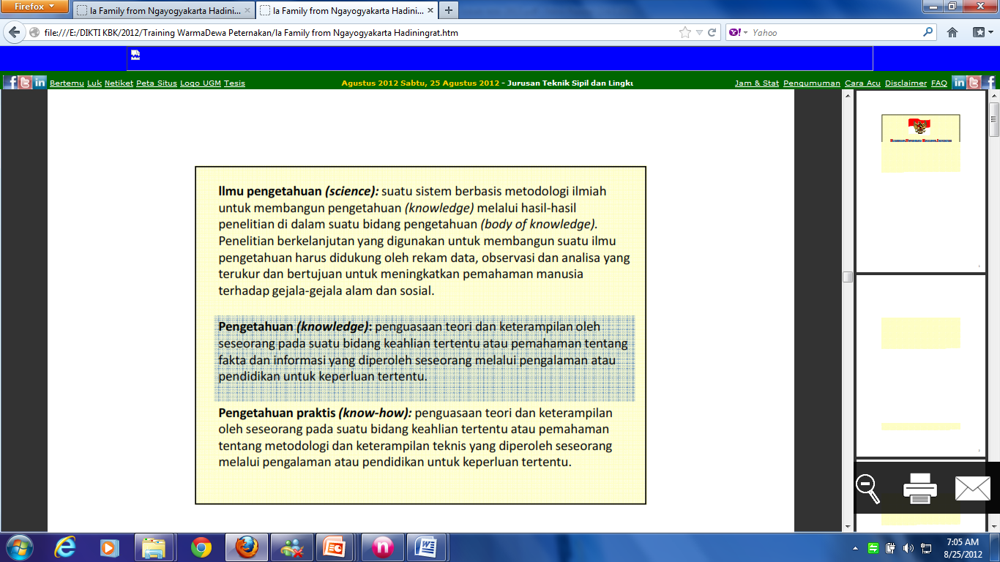 Firefox
Ia Family from Ngayogyakarta Hadini...
Ia Family from Ngayogyakarta Hadini...
file:///E:/DIKTI KBK/2012/Training WarmaDewa Peternakan/Ia Family from Ngayogyakarta Hadiningrat.htm
Yahoo
Bertemu Luk Netiket Peta Situs Logo UGM Tesis
Agustus 2012 Sabtu, 25 Agustus 2012 - Jurusan Teknik Sipil dan Lingku
Jam & Stat Pengumuman Cara Acu Disclaimer FAQ
Ilmu pengetahuan (science): suatu sistem berbasis metodologi ilmiah
untuk membangun pengetahuan (knowledge) melalui hasil-hasil
penelitian di dalam suatu bidang pengetahuan (body of knowledge).
Penelitian berkelanjutan yang digunakan untuk membangun suatu ilmu
pengetahuan harus didukung oleh rekam data, observasi dan analisa yang
terukur dan bertujuan untuk meningkatkan pemahaman manusia
terhadap gejala-gejala alam dan sosial.
Pengetahuan (knowledge): penguasaan teori dan keterampilan oleh
seseorang pada suatu bidang keahlian tertentu atau pemahaman tentang
fakta dan informasi yang diperoleh seseorang melalui pengalaman atau
pendidikan untuk keperluan tertentu.
Pengetahuan praktis (know-how): penguasaan teori dan keterampilan
oleh seseorang pada suatu bidang keahlian tertentu atau pemahaman
tentang metodologi dan keterampilan teknis yang diperoleh seseorang
melalui pengalaman atau pendidikan untuk keperluan tertentu.
7:05 AM
8/25/2012